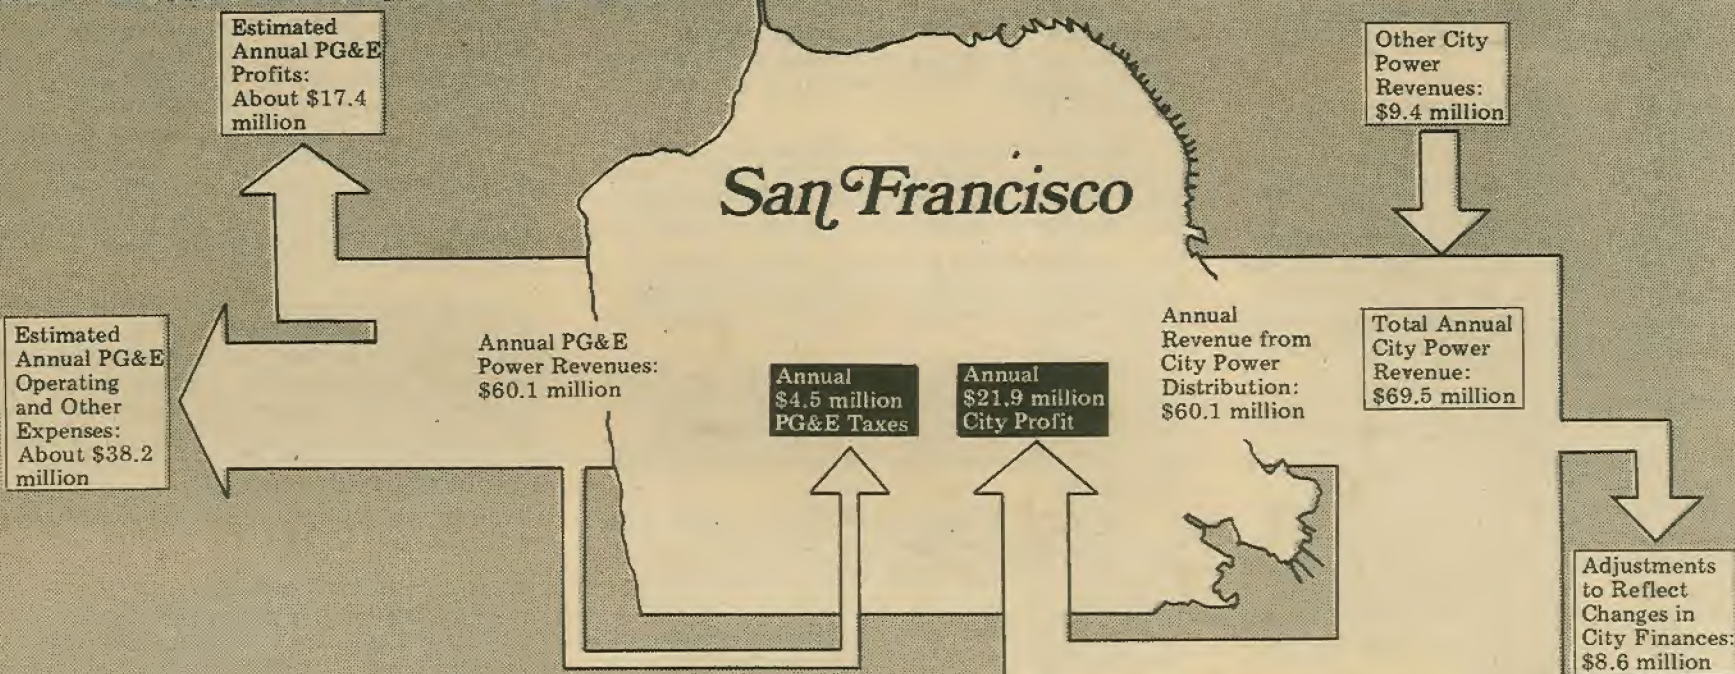 Estimated
Annual PG&E
Profits:
About $17.4
million
Other City
Power
Revenues:
$9.4 million
San Francisco
Estimated
Annual PG&E
Operating
and Other
Expenses:
About $38.2
million
Annual PG&E
Power Revenues:
$60.1 million
Annual
$4.5 million
PG&E Taxes
Annual
$21.9 million
City Profit
Annual
Revenue from
City Power
Distribution:
$60.1 million
Total Annual
City Power
Revenue:
$69.5 million
Adjustments
to Reflect
Changes in
City Finances:
$8.6 million